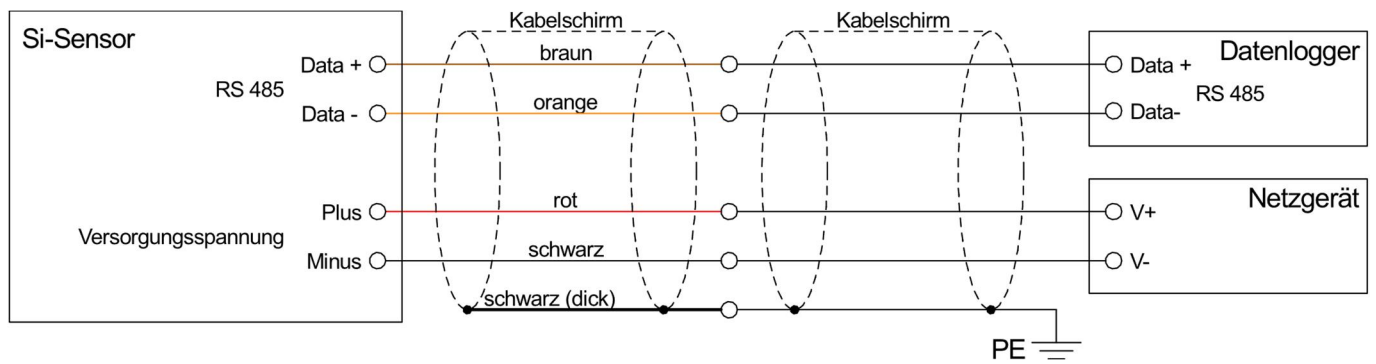 Si-Sensor
Kabelschirm
Kabelschirm
Datenlogger
braun
Data +
Data +
RS 485
RS 485
orange
Data -
Data-
Netzgerät
rot
Plus
V+
Versorgungsspannung
schwarz
Minus
V-
schwarz (dick)
PE